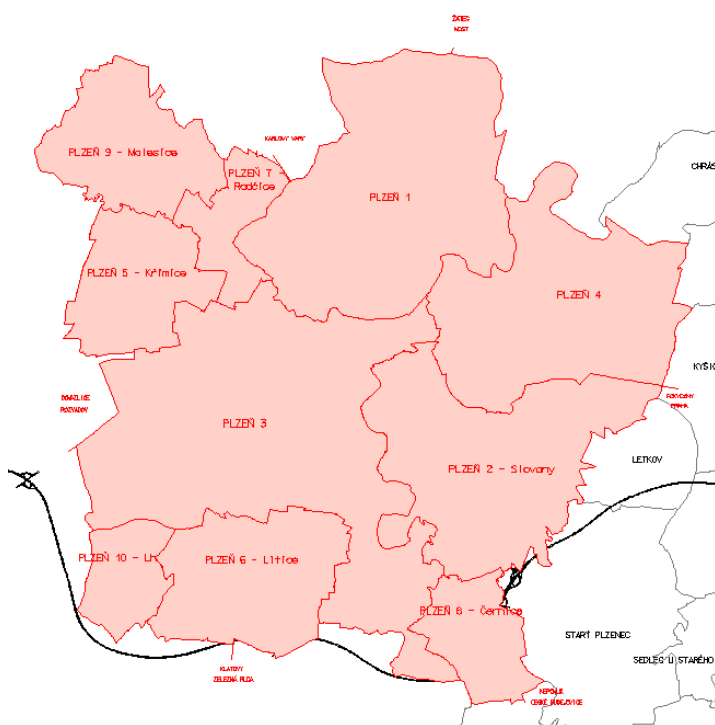 ŽATEC
MOST
KARLOVY VARY
PLZEŇ 9 - Malesice
PLZEŇ 7 -
Radčice
CHRÁS
PLZEŇ 1
PLZEŇ 5 - Křimice
PLZEŇ 4
KYŠIC
DOMAŽLICE
ROZVADOV
ROKYCANY
PRAHA
PLZEŇ 3
LETKOV
PLZEŇ 2 - Slovany
PLZEŇ 10 - Lh
PLZEŇ 6 - Litice
PLZEŇ 8 - Černice
STARÝ PLZENEC
SEDLEC U STARÉHO
KLATOVY
ŽELEZNÁ RUDA
NEPOMUK
ČESKÉ BUDĚJOVICE